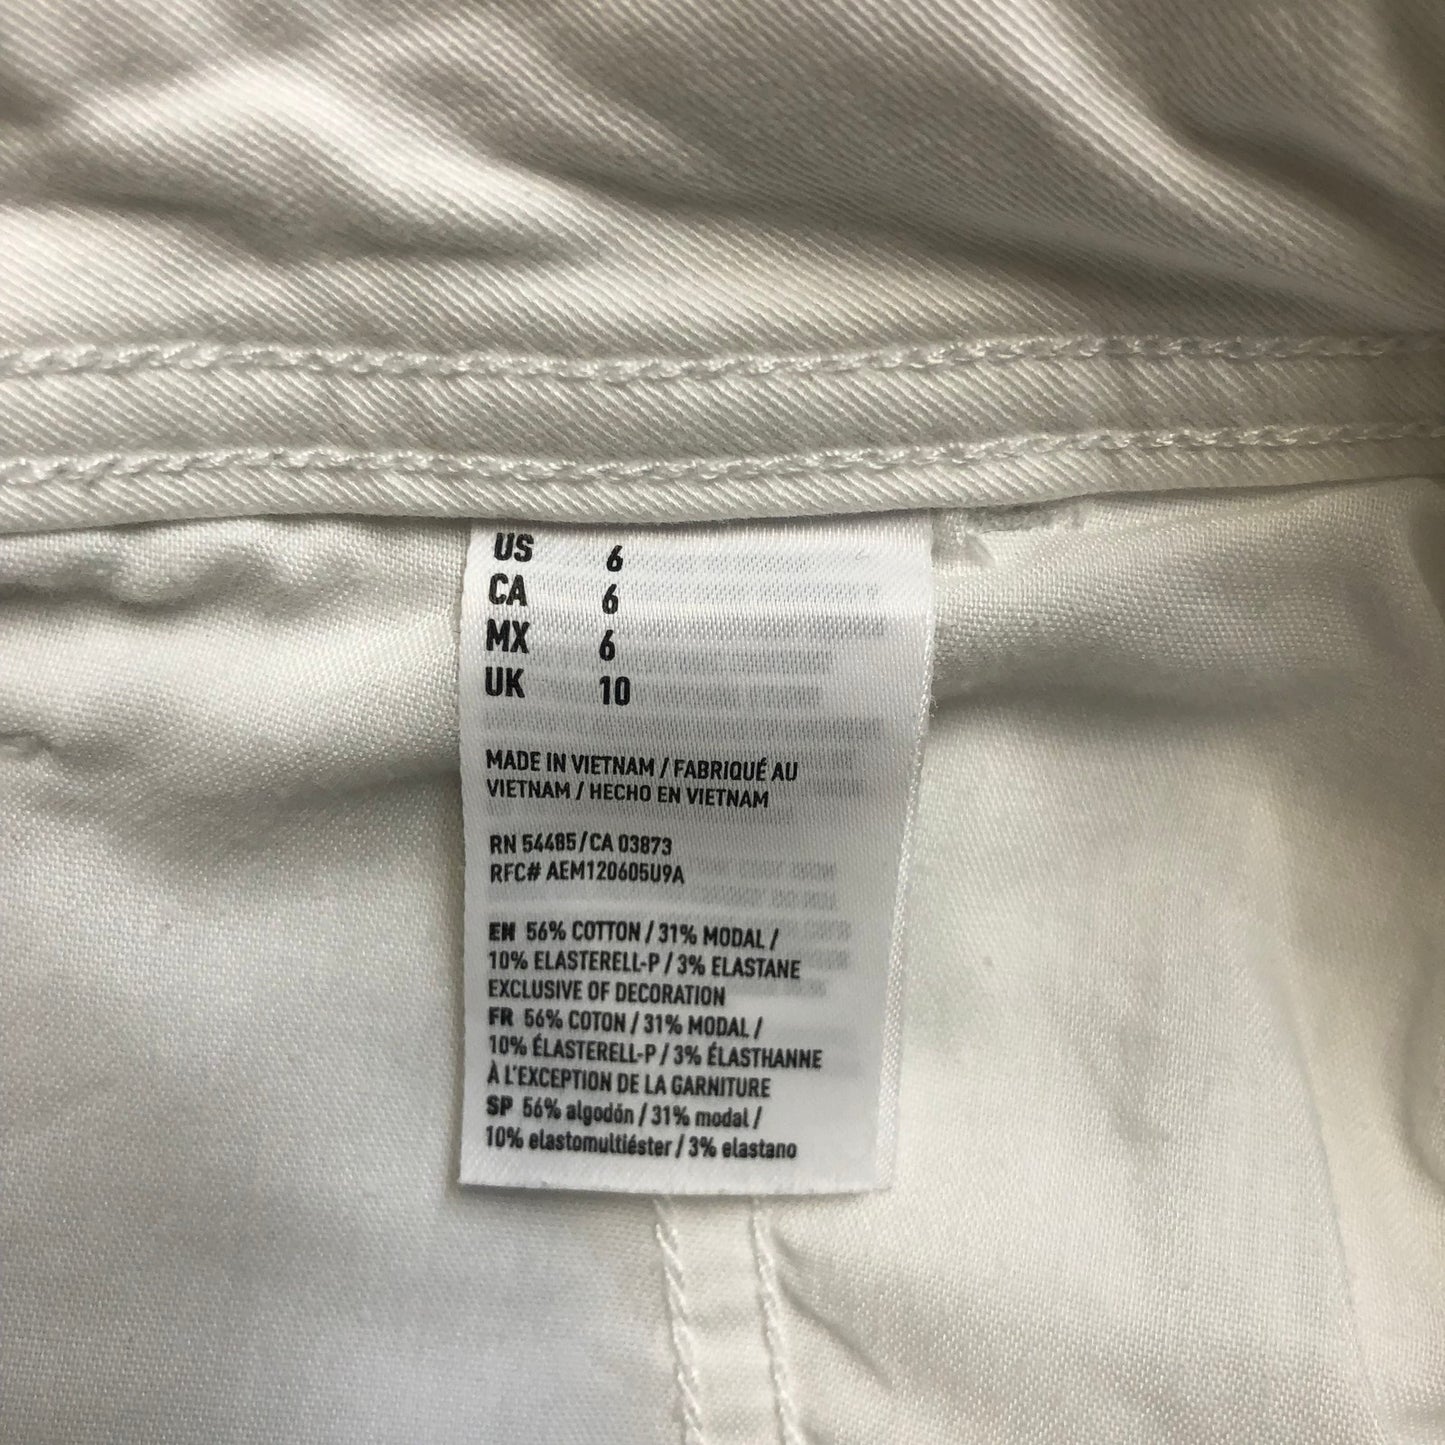 US 6
CA 6
MX 6
UK 10
MADE IN VIETNAM / FABRIQUÉ AU
VIETNAM / HECHO EN VIETNAM
RN 54485/CA 03873
RFC# AEM120605U9A
EN 56% COTTON / 31% MODAL /
10% ELASTERELL-P / 3% ELASTANE
EXCLUSIVE OF DECORATION
FR 56% COTON / 31% MODAL /
10% ÉLASTERELL-P / 3% ÉLASTHANNE
À L'EXCEPTION DE LA GARNITURE
SP 56% algodón / 31% modal /
10% elastomultiéster / 3% elastano